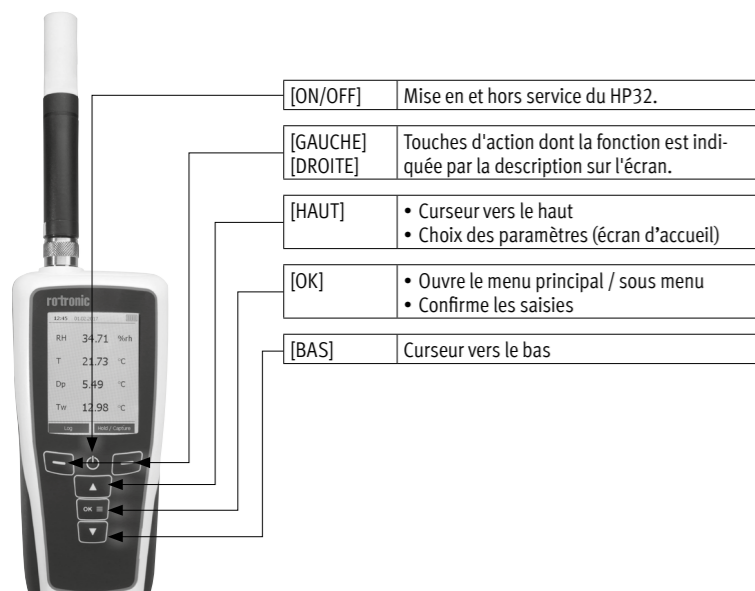 [ON/OFF] Mise en et hors service du HP32.
[GAUCHE] Touches d'action dont la fonction est indi-
[DROITE] quée par la description sur l'écran.
[HAUT] • Curseur vers le haut
• Choix des paramètres (écran d’accueil)
[OK] • Ouvre le menu principal / sous menu
• Confirme les saisies
[BAS] Curseur vers le bas
rotronic
12:45
RH 34.71 %rh
T 21.73 °C
Dp 5.49 °C
Tw 12.98 °C
Log Hold / Capture
OK